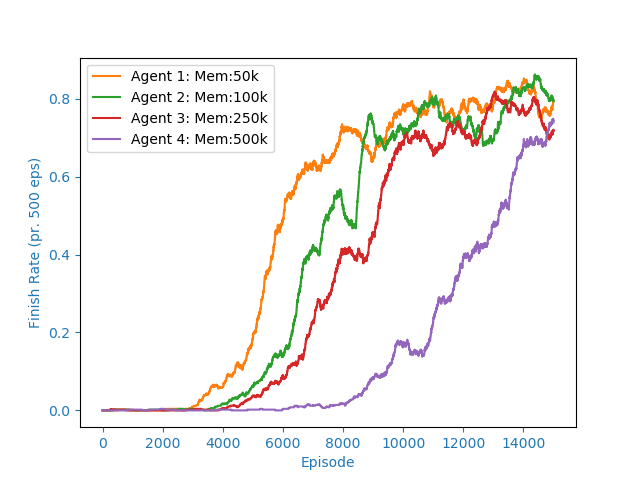 Agent 1: Mem:50k
Agent 2: Mem:100k
Agent 3: Mem:250k
Agent 4: Mem:500k
Finish Rate (pr. 500 eps)
0.8
0.6
0.4
0.2
0.0
0 2000 4000 6000 8000 10000 12000 14000
Episode